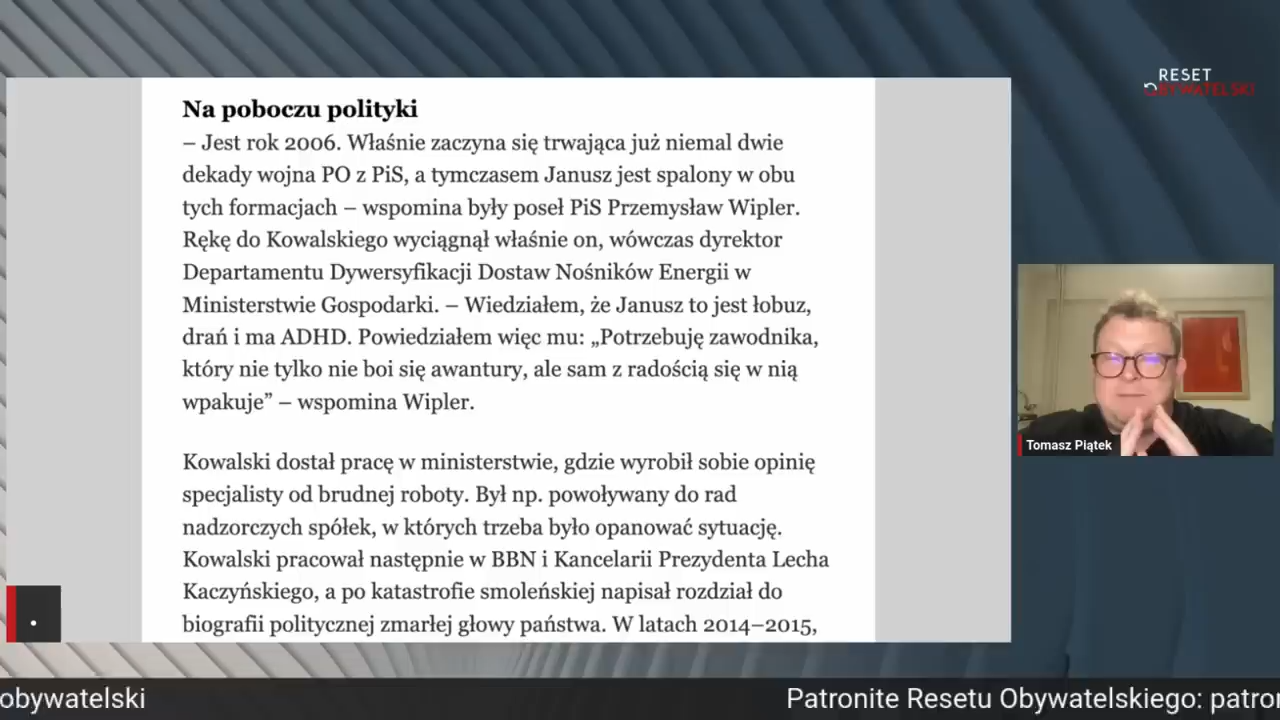 RESET
OBYWATELSKI
Na poboczu polityki
– Jest rok 2006. Właśnie zaczyna się trwająca już niemal dwie
dekady wojna PO z PiS, a tymczasem Janusz jest spalony w obu
tych formacjach – wspomina były poseł PiS Przemysław Wipler.
Rękę do Kowalskiego wyciągnął właśnie on, wówczas dyrektor
Departamentu Dywersyfikacji Dostaw Nośników Energii w
Ministerstwie Gospodarki. – Wiedziałem, że Janusz to jest łobuz,
drań i ma ADHD. Powiedziałem więc mu: „Potrzebuję zawodnika,
który nie tylko nie boi się awantury, ale sam z radością się w nią
wpakuje” – wspomina Wipler.
Kowalski dostał pracę w ministerstwie, gdzie wyrobił sobie opinię
specjalisty od brudnej roboty. Był np. powoływany do rad
nadzorczych spółek, w których trzeba było opanować sytuację.
Kowalski pracował następnie w BBN i Kancelarii Prezydenta Lecha
Kaczyńskiego, a po katastrofie smoleńskiej napisał rozdział do
biografii politycznej zmarłej głowy państwa. W latach 2014–2015,
Tomasz Piątek
.
obywatelski
Patronite Resetu Obywatelskiego: patro